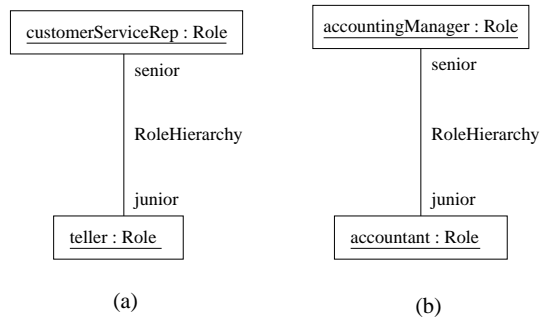 customerServiceRep : Role
senior
RoleHierarchy
junior
teller : Role
(a)
accountingManager : Role
senior
RoleHierarchy
junior
accountant : Role
(b)